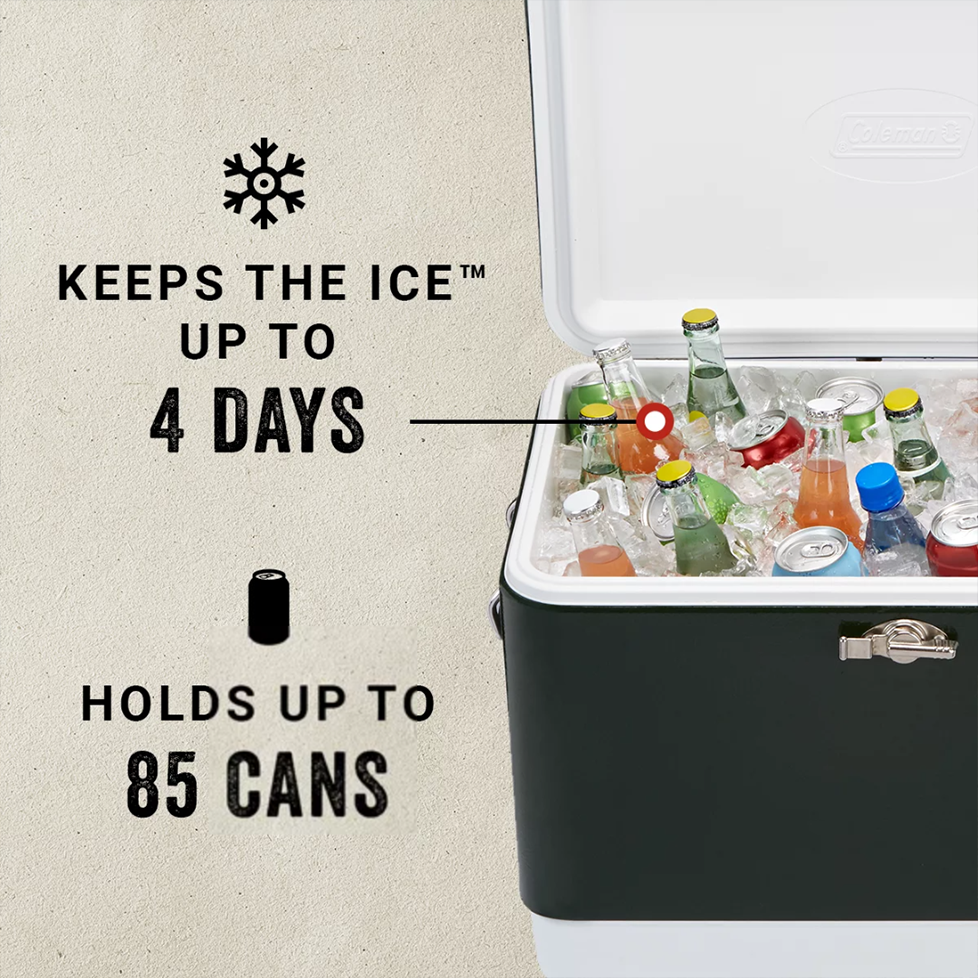 KEEPS THE ICE™
UP TO
4 DAYS
HOLDS UP TO
85 CANS
Coleman